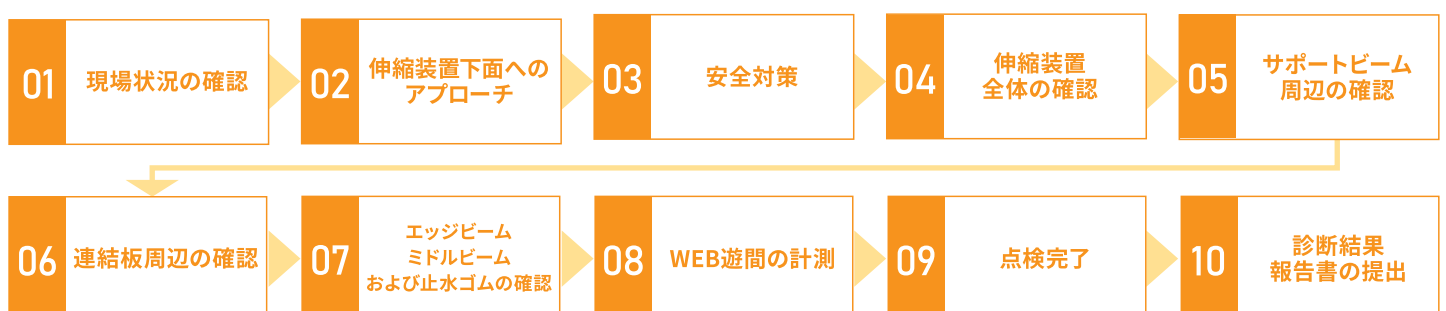 01
現場状況の確認
02
伸縮装置下面への
アプローチ
03
安全対策
04
伸縮装置
全体の確認
05
サポートビーム
周辺の確認
06
連結板周辺の確認
07
エッジビーム
ミドルビーム
および止水ゴムの確認
08
WEB遊間の計測
09
点検完了
10
診断結果
報告書の提出